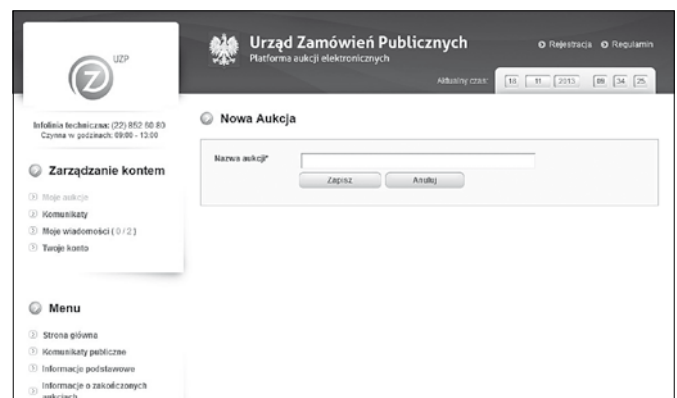 UZP
Urząd Zamówień Publicznych
Platforma aukcji elektronicznych
Rejestracja Regulamin
Aktualny czas: 18 11 2013 09 34 25
Infolinia techniczna: (22) 852 60 80
Czynna w godzinach: 09:00 - 13:00
Zarządzanie kontem
Moje aukcje
Komunikaty
Moje wiadomości ( 0 / 2 )
Twoje konto
Menu
Strona główna
Komunikaty publiczne
Informacje podstawowe
Informacje o zakończonych
aukcjach
Nowa Aukcja
Nazwa aukcji*
Zapisz Anuluj